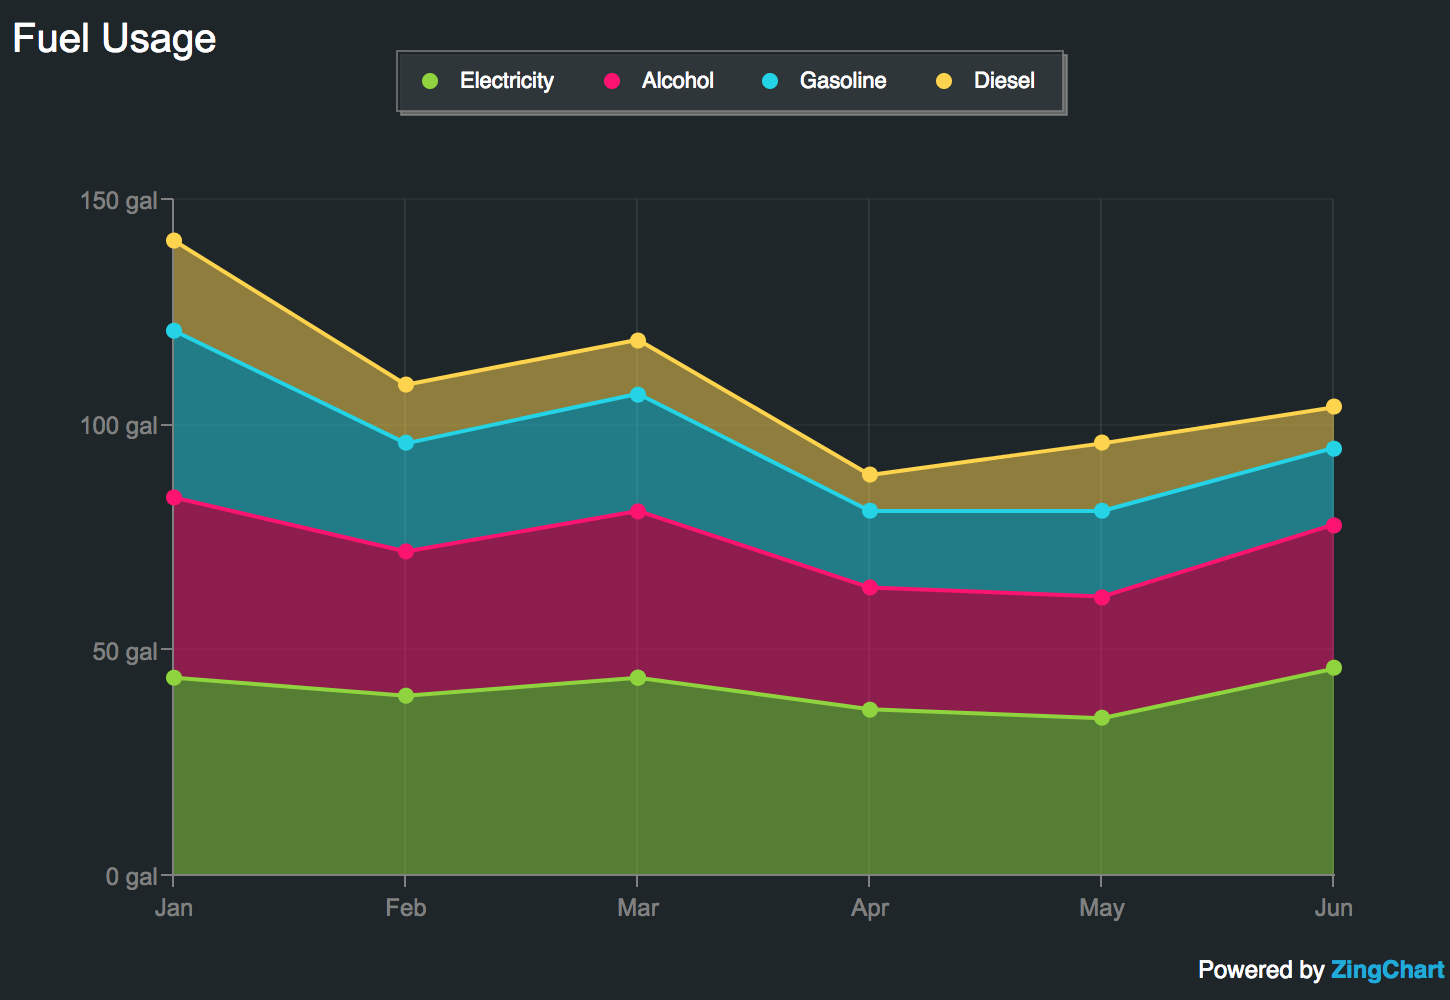 Fuel Usage
Electricity Alcohol Gasoline Diesel
150 gal
100 gal
50 gal
0 gal
Jan Feb Mar Apr May Jun
Powered by ZingChart